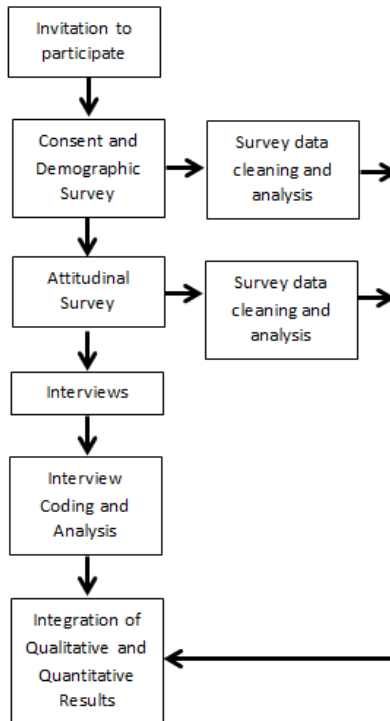 Invitation to
participate
Consent and
Demographic
Survey
Survey data
cleaning and
analysis
Attitudinal
Survey
Survey data
cleaning and
analysis
Interviews
Interview
Coding and
Analysis
Integration of
Qualitative and
Quantitative
Results